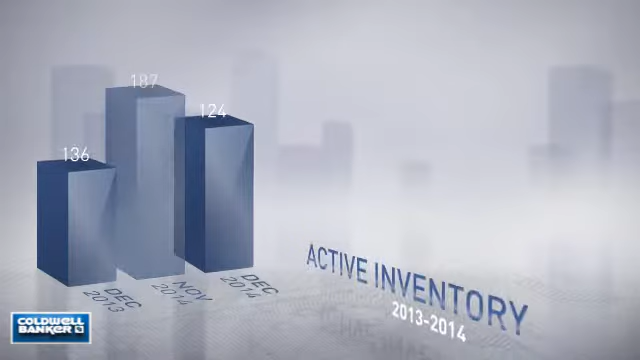 187
124
136
DEC
2013
NOV
2014
DEC
2014
ACTIVE INVENTORY
2013-2014
COLDWELL
BANKER